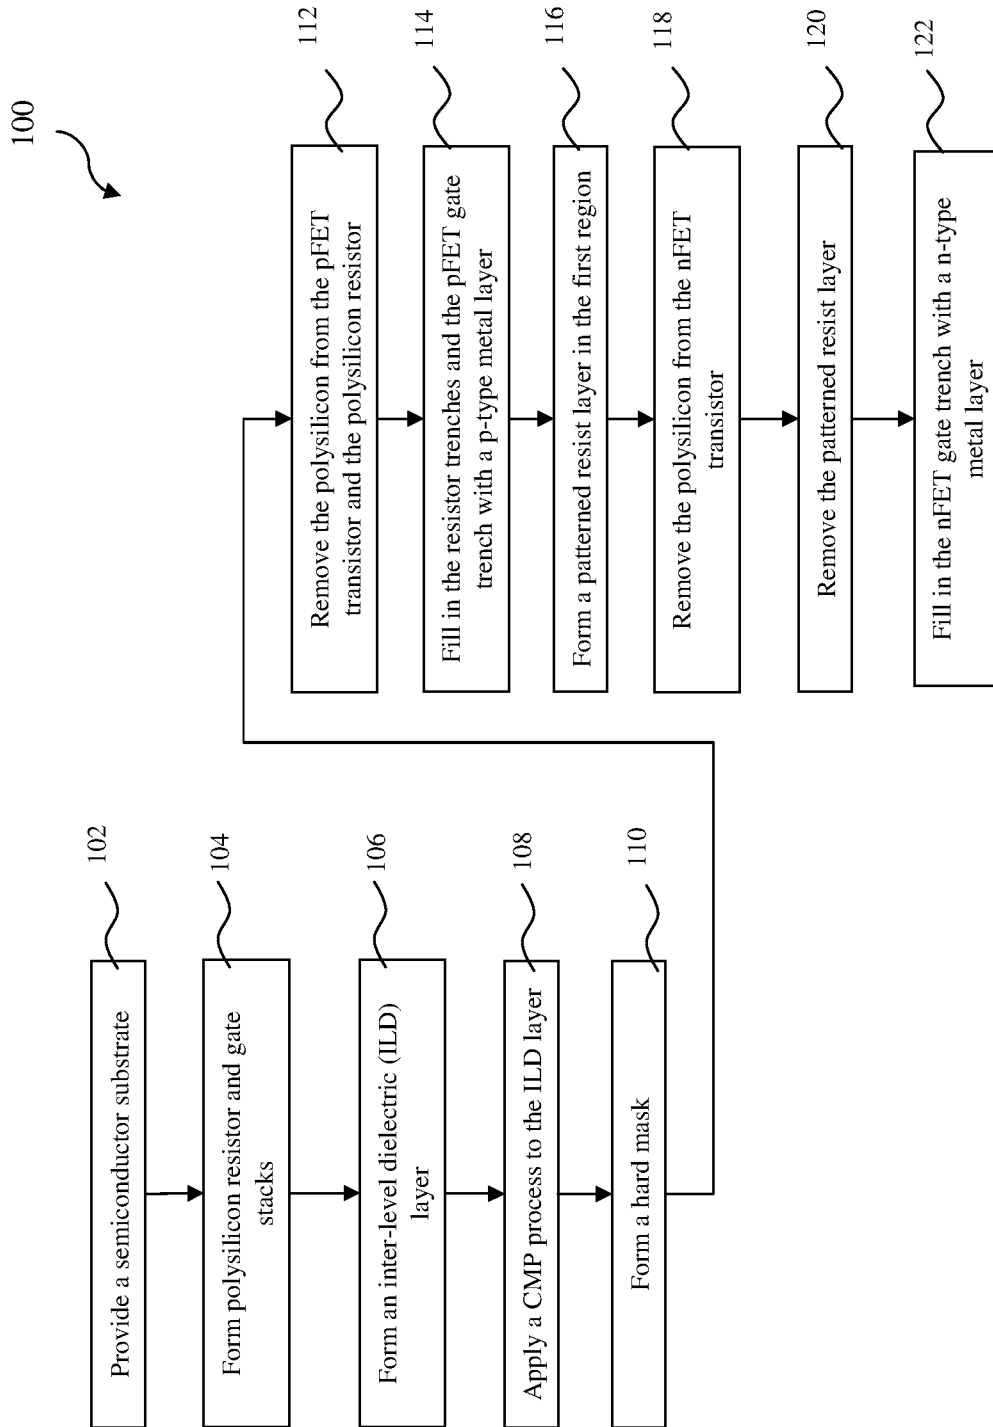 100
Provide a semiconductor substrate
102
Form polysilicon resistor and gate
stacks
104
Form an inter-level dielectric (ILD)
layer
106
Apply a CMP process to the ILD layer
108
Form a hard mask
110
Remove the polysilicon from the pFET
transistor and the polysilicon resistor
112
Fill in the resistor trenches and the pFET gate
trench with a p-type metal layer
114
Form a patterned resist layer in the first region
116
Remove the polysilicon from the nFET
transistor
118
Remove the patterned resist layer
120
Fill in the nFET gate trench with a n-type
metal layer
122